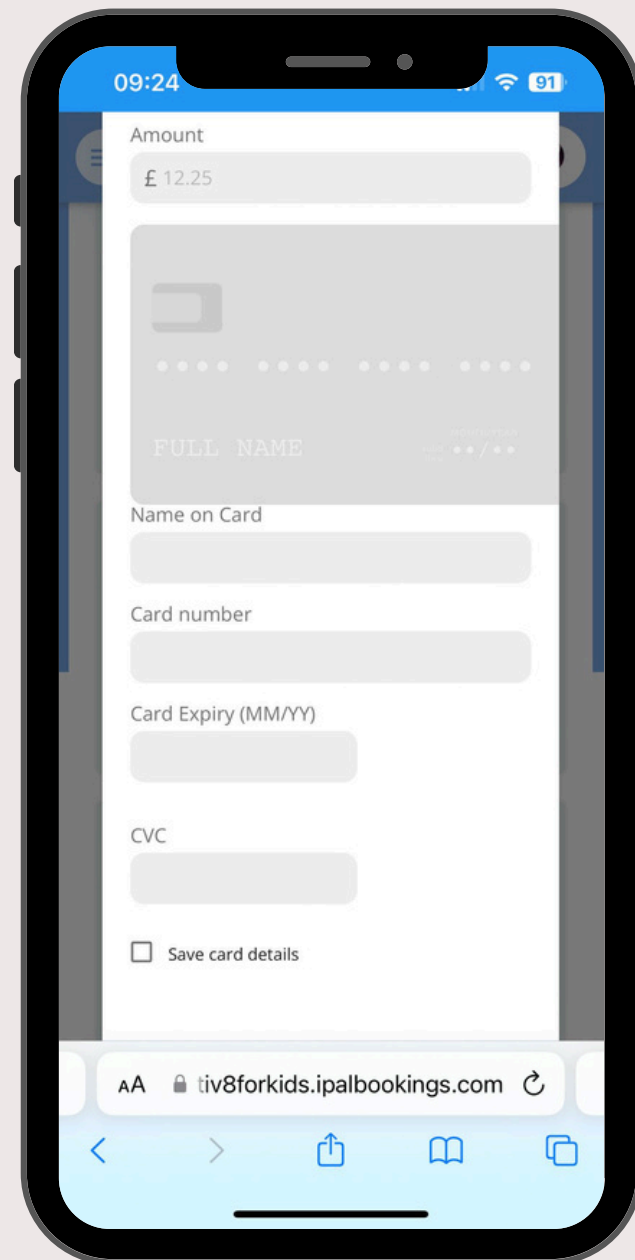 09:24
91
Amount
£ 12.25
FULL NAME
Name on Card
Card number
Card Expiry (MM/YY)
CVC
Save card details
AA tiv8forkids.ipalbookings.com